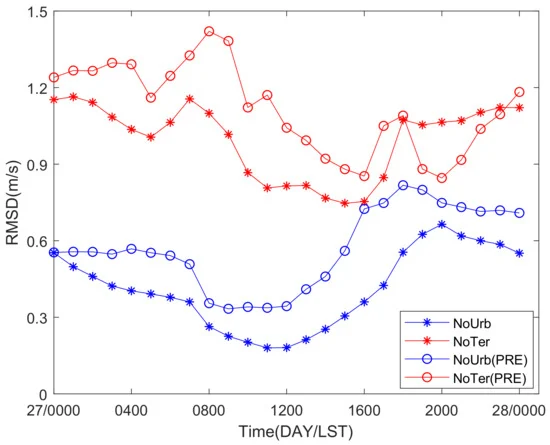 1.5
1.2
0.9
0.6
0.3
0
RMSD(m/s)
NoUrb
NoTer
NoUrb(PRE)
NoTer(PRE)
27/0000 0400 0800 1200 1600 2000 28/0000
Time(DAY/LST)